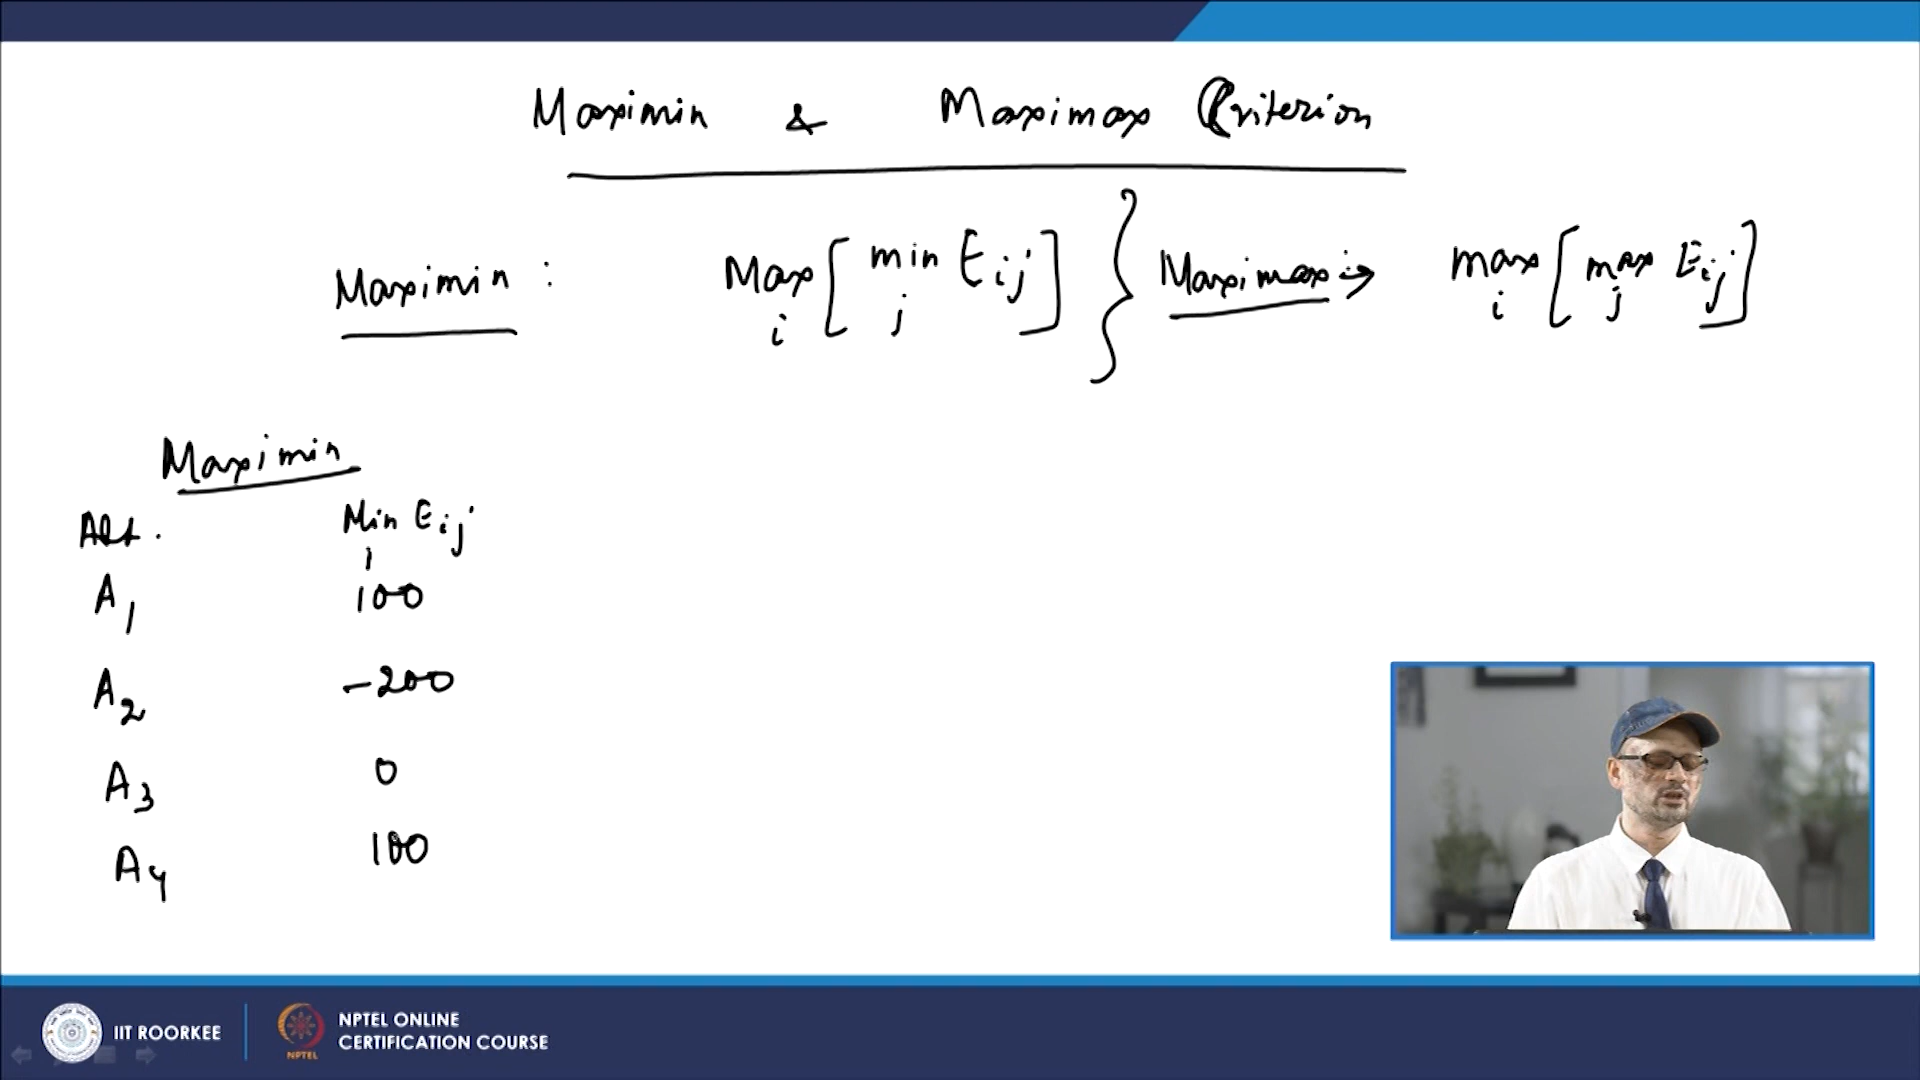 Maximin & Maximax Criterion
Maximin : Max i [ min j Eij ] } Maximax → max i [ max j Eij ]
Maximin
Alt. Min Eij
A1 100
A2 -200
A3 0
A4 100
IIT ROORKEE
NPTEL
NPTEL ONLINE
CERTIFICATION COURSE